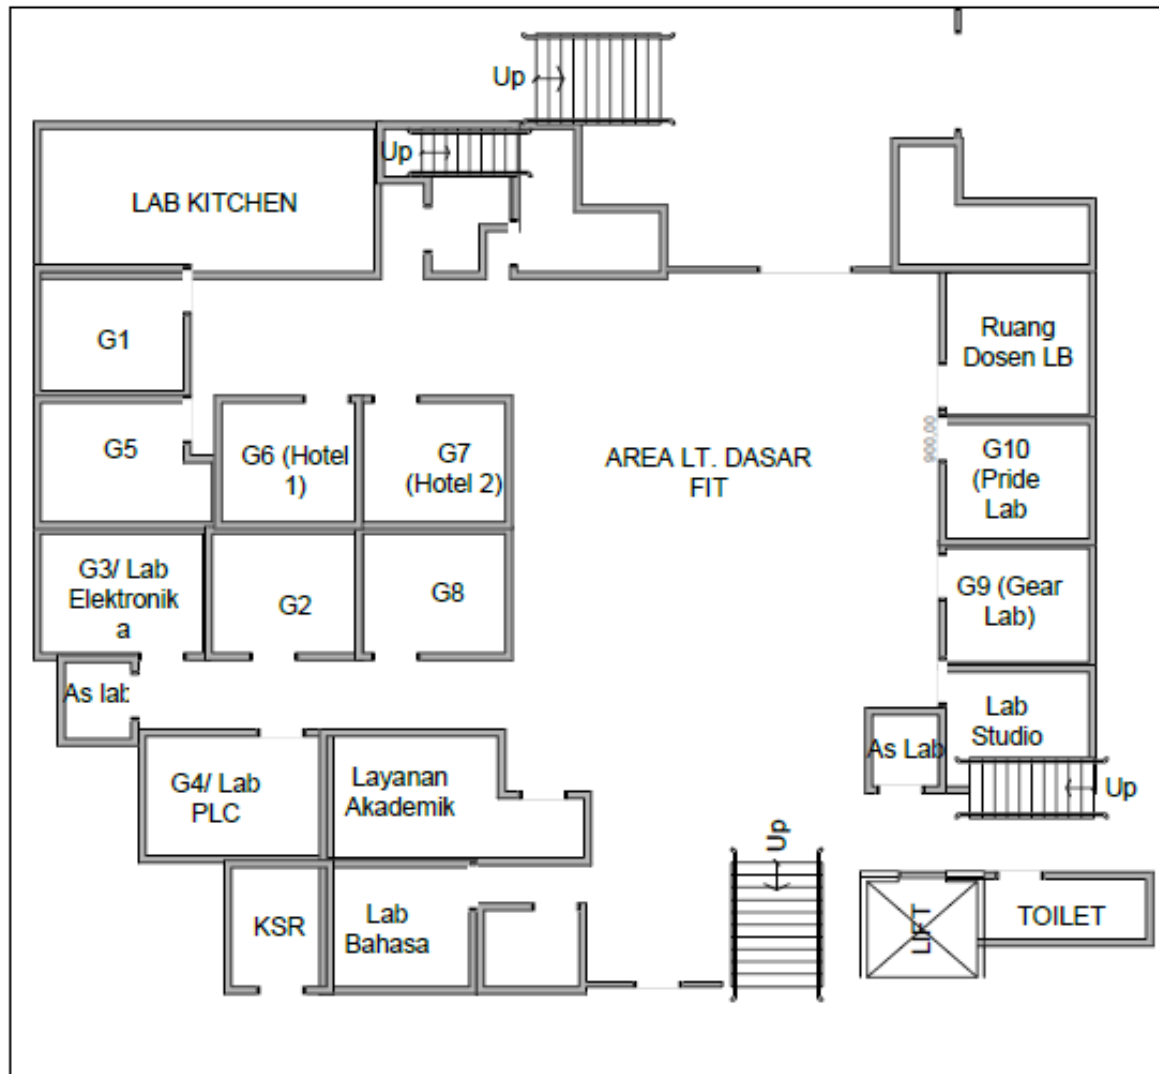 Up
Up
LAB KITCHEN
G1
Ruang
Dosen LB
G5
G6 (Hotel
1)
G7
(Hotel 2)
AREA LT. DASAR
FIT
900.00
G10
(Pride
Lab
G3/ Lab
Elektronik
a
G2
G8
G9 (Gear
Lab)
As lab
Lab
Studio
As Lab
Up
G4/ Lab
PLC
Layanan
Akademik
Up
KSR
Lab
Bahasa
LIFT
TOILET